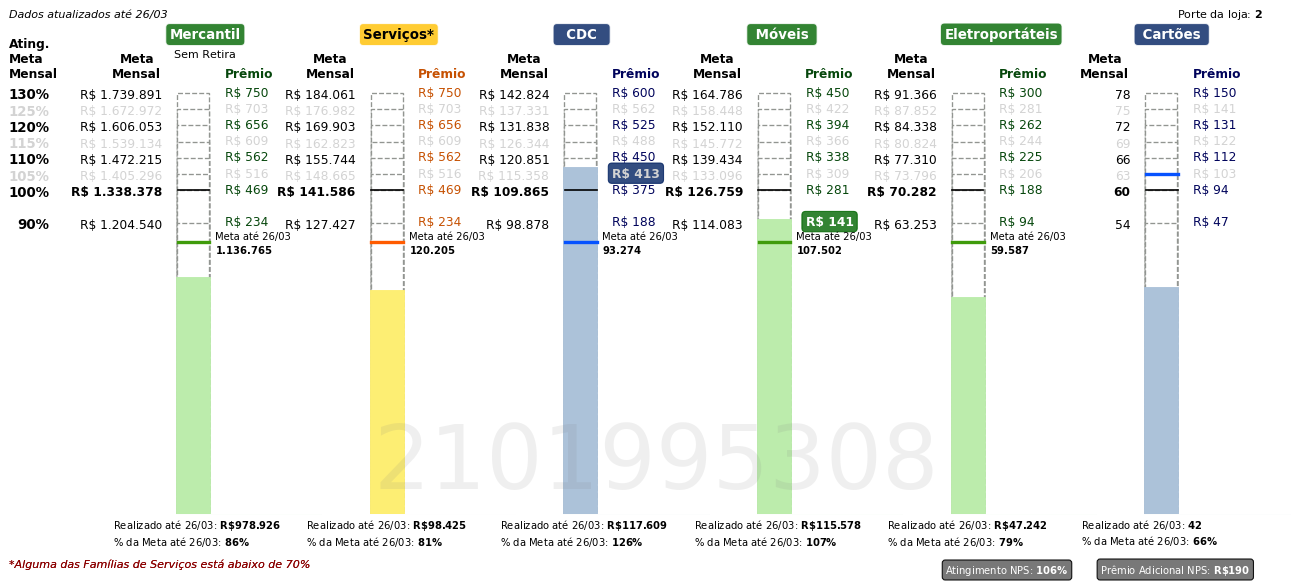 Dados atualizados até 26/03 Porte da loja: 2
Mercantil Serviços* CDC Móveis Eletroportáteis Cartões
Sem Retira
Ating. Meta Mensal Meta Mensal Prêmio Meta Mensal Prêmio Meta Mensal Prêmio Meta Mensal Prêmio Meta Mensal Prêmio Meta Mensal Prêmio
130% R$ 1.739.891 R$ 750 R$ 184.061 R$ 750 R$ 142.824 R$ 600 R$ 164.786 R$ 450 R$ 91.366 R$ 300 78 R$ 150
125% R$ 1.672.972 R$ 703 R$ 176.982 R$ 703 R$ 137.331 R$ 562 R$ 158.448 R$ 422 R$ 87.852 R$ 281 75 R$ 141
120% R$ 1.606.053 R$ 656 R$ 169.903 R$ 656 R$ 131.838 R$ 525 R$ 152.110 R$ 394 R$ 84.338 R$ 262 72 R$ 131
115% R$ 1.539.134 R$ 609 R$ 162.823 R$ 609 R$ 126.344 R$ 488 R$ 145.772 R$ 366 R$ 80.824 R$ 244 69 R$ 122
110% R$ 1.472.215 R$ 562 R$ 155.744 R$ 562 R$ 120.851 R$ 450 R$ 139.434 R$ 338 R$ 77.310 R$ 225 66 R$ 112
105% R$ 1.405.296 R$ 516 R$ 148.665 R$ 516 R$ 115.358 R$ 413 R$ 133.096 R$ 309 R$ 73.796 R$ 206 63 R$ 103
100% R$ 1.338.378 R$ 469 R$ 141.586 R$ 469 R$ 109.865 R$ 375 R$ 126.759 R$ 281 R$ 70.282 R$ 188 60 R$ 94
90% R$ 1.204.540 R$ 234 R$ 127.427 R$ 234 R$ 98.878 R$ 188 R$ 114.083 R$ 141 R$ 63.253 R$ 94 54 R$ 47
Meta até 26/03 Meta até 26/03 Meta até 26/03 Meta até 26/03 Meta até 26/03
1.136.765 120.205 93.274 107.502 59.587
2101995308
Realizado até 26/03: R$978.926 Realizado até 26/03: R$98.425 Realizado até 26/03: R$117.609 Realizado até 26/03: R$115.578 Realizado até 26/03: R$47.242 Realizado até 26/03: 42
% da Meta até 26/03: 86% % da Meta até 26/03: 81% % da Meta até 26/03: 126% % da Meta até 26/03: 107% % da Meta até 26/03: 79% % da Meta até 26/03: 66%
*Alguma das Famílias de Serviços está abaixo de 70% Atingimento NPS: 106% Prêmio Adicional NPS: R$190